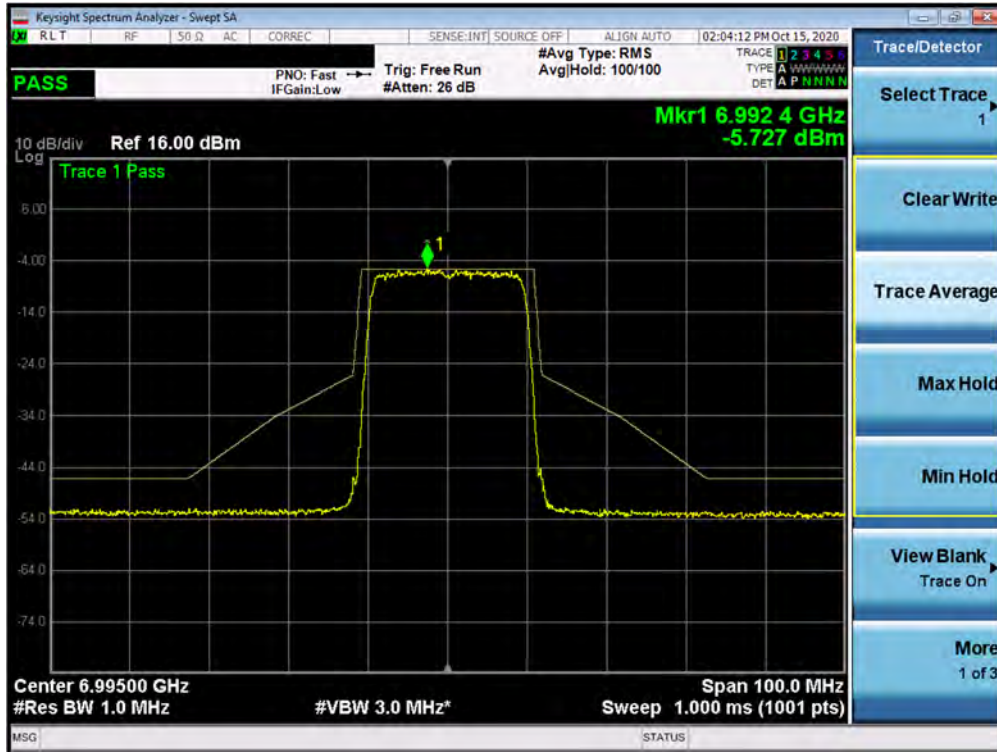 Keysight Spectrum Analyzer - Swept SA
RLT RF 50 Ω AC CORREC SENSE:INT SOURCE OFF ALIGN AUTO 02:04:12 PM Oct 15, 2020
PASS
PNO: Fast
IFGain:Low
Trig: Free Run
#Atten: 26 dB
#Avg Type: RMS
Avg|Hold: 100/100
TRACE 1 2 3 4 5 6
TYPE A WWWWW
DET A P N N N N
Mkr1 6.992 4 GHz
-5.727 dBm
10 dB/div Ref 16.00 dBm
Log
Trace 1 Pass
1
6.00
-4.00
-14.0
-24.0
-34.0
-44.0
-54.0
-64.0
-74.0
Center 6.99500 GHz
Span 100.0 MHz
#Res BW 1.0 MHz
#VBW 3.0 MHz*
Sweep 1.000 ms (1001 pts)
MSG
STATUS
Trace/Detector
Select Trace
1
Clear Write
Trace Average
Max Hold
Min Hold
View Blank
Trace On
More
1 of 3